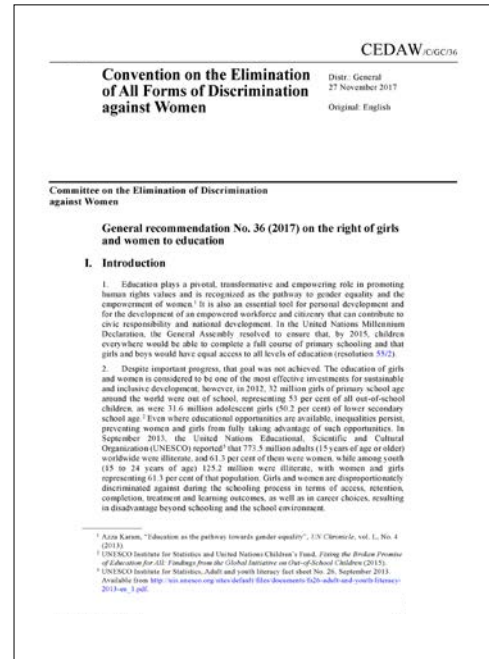 CEDAW/C/GC/36
Convention on the Elimination
of All Forms of Discrimination
against Women
Distr.: General
27 November 2017
Original: English
Committee on the Elimination of Discrimination
against Women
General recommendation No. 36 (2017) on the right of girls
and women to education
I. Introduction
1. Education plays a pivotal, transformative and empowering role in promoting
human rights values and is recognized as the pathway to gender equality and the
empowerment of women.1 It is also an essential tool for personal development and
for the development of an empowered workforce and citizenry that can contribute to
civic responsibility and national development. In the United Nations Millennium
Declaration, the General Assembly resolved to ensure that, by 2015, children
everywhere would be able to complete a full course of primary schooling and that
girls and boys would have equal access to all levels of education (resolution 55/2).
2. Despite important progress, that goal was not achieved. The education of girls
and women is considered to be one of the most effective investments for sustainable
and inclusive development, however, in 2012, 32 million girls of primary school age
around the world were out of school, representing 53 per cent of all out-of-school
children, as were 31.6 million adolescent girls (50.2 per cent) of lower secondary
school age.2 Even where educational opportunities are available, inequalities persist,
preventing women and girls from fully taking advantage of such opportunities. In
September 2013, the United Nations Educational, Scientific and Cultural
Organization (UNESCO) reported3 that 773.5 million adults (15 years of age or older)
worldwide were illiterate, and 61.3 per cent of them were women, while among youth
(15 to 24 years of age) 125.2 million were illiterate, with women and girls
representing 61.3 per cent of that population. Girls and women are disproportionately
discriminated against during the schooling process in terms of access, retention,
completion, treatment and learning outcomes, as well as in career choices, resulting
in disadvantage beyond schooling and the school environment.
1 Azza Karam, "Education as the pathway towards gender equality", UN Chronicle, vol. L, No. 4
(2013).
2 UNESCO Institute for Statistics and United Nations Children's Fund, Fixing the Broken Promise
of Education for All: Findings from the Global Initiative on Out-of-School Children (2015).
3 UNESCO Institute for Statistics, Adult and youth literacy fact sheet No. 26, September 2013.
Available from http://uis.unesco.org/sites/default/files/documents/fs26-adult-and-youth-literacy-
2013-en_1.pdf.